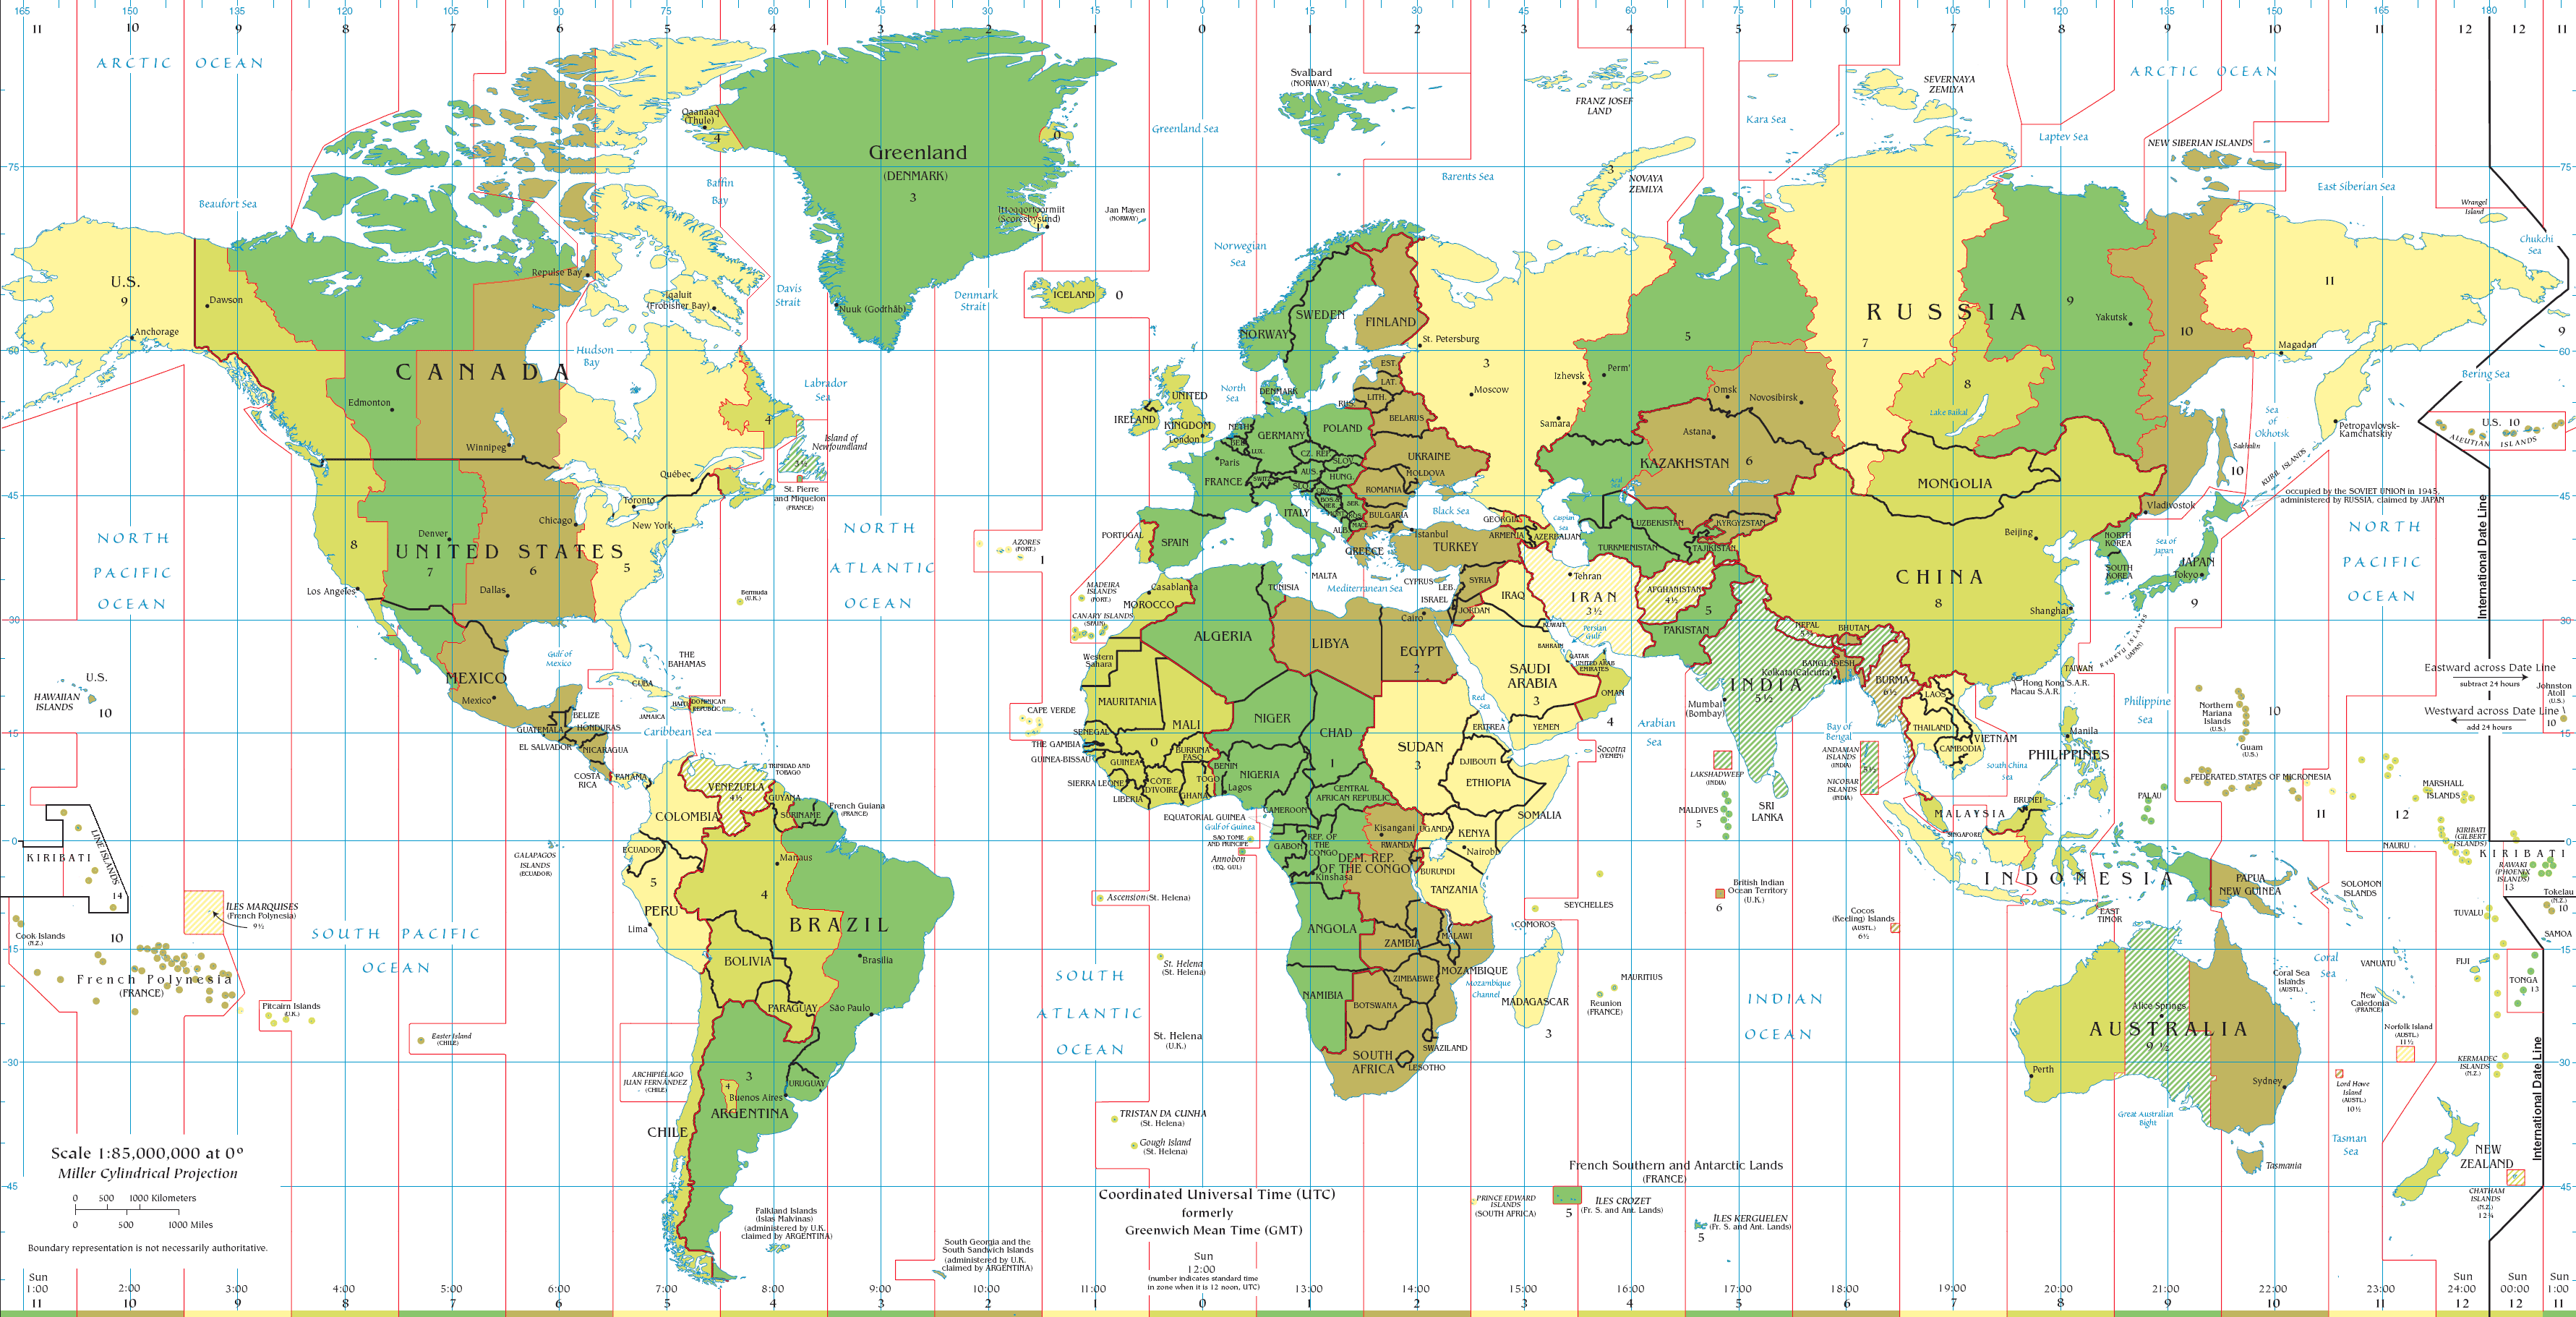 165 150 135 120 105 90 75 60 45 30 15 0 15 30 45 60 75 90 105 120 135 150 165 180
11 10 9 8 7 6 5 4 3 2 1 0 1 2 3 4 5 6 7 8 9 10 11 12 12 11
ARCTIC OCEAN
Beaufort Sea
Qaanaaq
(Thule)
4
Baffin
Bay
Greenland
(DENMARK)
3
0
Ittoqqortoormiit
(Scoresbysund)
1
Jan Mayen
(NORWAY)
Greenland Sea
Svalbard
(NORWAY)
Norwegian
Sea
Barents Sea
FRANZ JOSEF
LAND
3
NOVAYA
ZEMLYA
Kara Sea
SEVERNAYA
ZEMLYA
Laptev Sea
ARCTIC OCEAN
NEW SIBERIAN ISLANDS
East Siberian Sea
Wrangel
Island
Chukchi
Sea
75
75
U.S.
9
Dawson
Anchorage
Repulse Bay
Iqaluit
(Frobisher Bay)
Davis
Strait
Nuuk (Godthåb)
Denmark
Strait
ICELAND
0
60
60
CANADA
Hudson
Bay
Labrador
Sea
4
Edmonton
Winnipeg
Québec
Island of
Newfoundland
3½
St. Pierre
and Miquelon
(FRANCE)
Toronto
New York
Chicago
Denver
UNITED STATES
8
7
6
5
Los Angeles
Dallas
Bermuda
(U.K.)
45
45
NORTH
PACIFIC
OCEAN
NORTH
ATLANTIC
OCEAN
AZORES
(PORT.)
1
MADEIRA
ISLANDS
(PORT.)
CANARY ISLANDS
(SPAIN)
30
30
U.S.
HAWAIIAN
ISLANDS
10
Gulf of
Mexico
MEXICO
Mexico
THE
BAHAMAS
CUBA
JAMAICA
HAITI
DOMINICAN
REPUBLIC
BELIZE
HONDURAS
GUATEMALA
EL SALVADOR
NICARAGUA
COSTA
RICA
PANAMA
Caribbean Sea
TRINIDAD AND
TOBAGO
VENEZUELA
4½
GUYANA
SURINAME
French Guiana
(FRANCE)
COLOMBIA
ECUADOR
GALAPAGOS
ISLANDS
(ECUADOR)
5
PERU
Lima
Manaus
4
BRAZIL
Brasilia
BOLIVIA
PARAGUAY
São Paulo
3
4
URUGUAY
Buenos Aires
ARGENTINA
CHILE
ARCHIPIÉLAGO
JUAN FERNÁNDEZ
(CHILE)
Easter Island
(CHILE)
Falkland Islands
(Islas Malvinas)
(administered by U.K.
claimed by ARGENTINA)
South Georgia and the
South Sandwich Islands
(administered by U.K.
claimed by ARGENTINA)
KIRIBATI
LINE ISLANDS
14
ÎLES MARQUISES
(French Polynesia)
9½
Cook Islands
(N.Z.)
10
French Polynesia
(FRANCE)
Pitcairn Islands
(U.K.)
SOUTH PACIFIC
OCEAN
Scale 1:85,000,000 at 0°
Miller Cylindrical Projection
0 500 1000 Kilometers
0 500 1000 Miles
Boundary representation is not necessarily authoritative.
NORWAY
SWEDEN
FINLAND
St. Petersburg
EST.
LAT.
LITH.
RUS.
BELARUS
Moscow
3
North
Sea
DENMARK
UNITED
KINGDOM
IRELAND
London
NETH.
BEL.
LUX.
GERMANY
POLAND
CZ. REP.
SLOV.
AUS.
HUNG.
UKRAINE
MOLDOVA
ROMANIA
Paris
FRANCE
SWITZ.
SLO.
BOS. &
HER.
SER.
BULGARIA
MACE.
ALB.
ITALY
Black Sea
PORTUGAL
SPAIN
GREECE
Istanbul
TURKEY
GEORGIA
ARMENIA
AZERBAIJAN
Caspian
Sea
MALTA
Mediterranean Sea
CYPRUS
LEB.
ISRAEL
SYRIA
JORDAN
IRAQ
KUWAIT
Tehran
IRAN
3½
Persian
Gulf
BAHRAIN
QATAR
UNITED ARAB
EMIRATES
Casablanca
MOROCCO
TUNISIA
ALGERIA
LIBYA
Cairo
EGYPT
2
Western
Sahara
MAURITANIA
MALI
0
NIGER
CHAD
1
SUDAN
3
SAUDI
ARABIA
3
OMAN
4
YEMEN
Red
Sea
ERITREA
DJIBOUTI
ETHIOPIA
SOMALIA
Socotra
(YEMEN)
Arabian
Sea
CAPE VERDE
SENEGAL
THE GAMBIA
GUINEA-BISSAU
GUINEA
SIERRA LEONE
LIBERIA
CÔTE
D'IVOIRE
BURKINA
FASO
GHANA
TOGO
BENIN
NIGERIA
Lagos
CAMEROON
CENTRAL
AFRICAN REPUBLIC
EQUATORIAL GUINEA
Gulf of Guinea
SAO TOME
AND PRINCIPE
Annobon
(EQ. GUI.)
GABON
REP. OF
THE
CONGO
Kisangani
DEM. REP.
OF THE CONGO
Kinshasa
UGANDA
RWANDA
BURUNDI
KENYA
Nairobi
TANZANIA
Ascension (St. Helena)
ANGOLA
ZAMBIA
MALAWI
MOZAMBIQUE
Mozambique
Channel
COMOROS
SEYCHELLES
MADAGASCAR
3
MAURITIUS
Reunion
(FRANCE)
NAMIBIA
ZIMBABWE
BOTSWANA
SWAZILAND
LESOTHO
SOUTH
AFRICA
St. Helena
(St. Helena)
St. Helena
(U.K.)
SOUTH
ATLANTIC
OCEAN
TRISTAN DA CUNHA
(St. Helena)
Gough Island
(St. Helena)
Coordinated Universal Time (UTC)
formerly
Greenwich Mean Time (GMT)
Sun
12:00
(number indicates standard time
in zone when it is 12 noon, UTC)
PRINCE EDWARD
ISLANDS
(SOUTH AFRICA)
French Southern and Antarctic Lands
(FRANCE)
ÎLES CROZET
(Fr. S. and Ant. Lands)
5
ÎLES KERGUELEN
(Fr. S. and Ant. Lands)
5
RUSSIA
5
7
8
9
10
11
Izhevsk
Perm'
Samara
Omsk
Novosibirsk
Lake Baikal
Yakutsk
Magadan
Sea
of
Okhotsk
Sakhalin
10
Petropavlovsk-
Kamchatskiy
KURIL ISLANDS
occupied by the SOVIET UNION in 1945,
administered by RUSSIA, claimed by JAPAN
Bering Sea
9
U.S. 10
ALEUTIAN ISLANDS
Astana
KAZAKHSTAN 6
Aral
Sea
UZBEKISTAN
KYRGYZSTAN
TURKMENISTAN
TAJIKISTAN
AFGHANISTAN
4½
5
PAKISTAN
MONGOLIA
Beijing
CHINA
8
Shanghai
Vladivostok
NORTH
KOREA
SOUTH
KOREA
Sea of
Japan
JAPAN
Tokyo
9
RYUKYU ISLANDS
(JAPAN)
TAIWAN
Hong Kong S.A.R.
Macau S.A.R.
NEPAL
5¾
BHUTAN
BANGLADESH
Kolkata(Calcutta)
INDIA
5½
Mumbai
(Bombay)
BURMA
6½
LAOS
THAILAND
VIETNAM
CAMBODIA
Bay of
Bengal
ANDAMAN
ISLANDS
(INDIA)
5½
NICOBAR
ISLANDS
(INDIA)
LAKSHADWEEP
(INDIA)
MALDIVES
5
SRI
LANKA
South China
Sea
Manila
PHILIPPINES
Philippine
Sea
BRUNEI
MALAYSIA
SINGAPORE
INDONESIA
EAST
TIMOR
PALAU
Northern
Mariana
Islands
(U.S.)
10
Guam
(U.S.)
FEDERATED STATES OF MICRONESIA
11
12
MARSHALL
ISLANDS
NAURU
KIRIBATI
(GILBERT
ISLANDS)
KIRIBATI
RAWAKI
(PHOENIX
ISLANDS)
13
Tokelau
(N.Z.)
10
PAPUA
NEW GUINEA
SOLOMON
ISLANDS
TUVALU
SAMOA
British Indian
Ocean Territory
(U.K.)
6
Cocos
(Keeling) Islands
(AUSTL.)
6½
INDIAN
OCEAN
AUSTRALIA
9½
Alice Springs
Perth
Sydney
Great Australian
Bight
Tasmania
Coral
Sea
Coral Sea
Islands
(AUSTL.)
VANUATU
New
Caledonia
(FRANCE)
FIJI
TONGA
13
Norfolk Island
(AUSTL.)
11½
Lord Howe
Island
(AUSTL.)
10½
KERMADEC
ISLANDS
(N.Z.)
Tasman
Sea
NEW
ZEALAND
CHATHAM
ISLANDS
(N.Z.)
12¾
NORTH
PACIFIC
OCEAN
International Date Line
Eastward across Date Line
subtract 24 hours
Westward across Date Line
add 24 hours
Johnston
Atoll
(U.S.)
10
International Date Line
15
15
0
0
15
15
30
30
45
45
Sun Sun Sun Sun
1:00 2:00 3:00 4:00 5:00 6:00 7:00 8:00 9:00 10:00 11:00 13:00 14:00 15:00 16:00 17:00 18:00 19:00 20:00 21:00 22:00 23:00 24:00 00:00 1:00
11 10 9 8 7 6 5 4 3 2 1 0 1 2 3 4 5 6 7 8 9 10 11 12 12 11